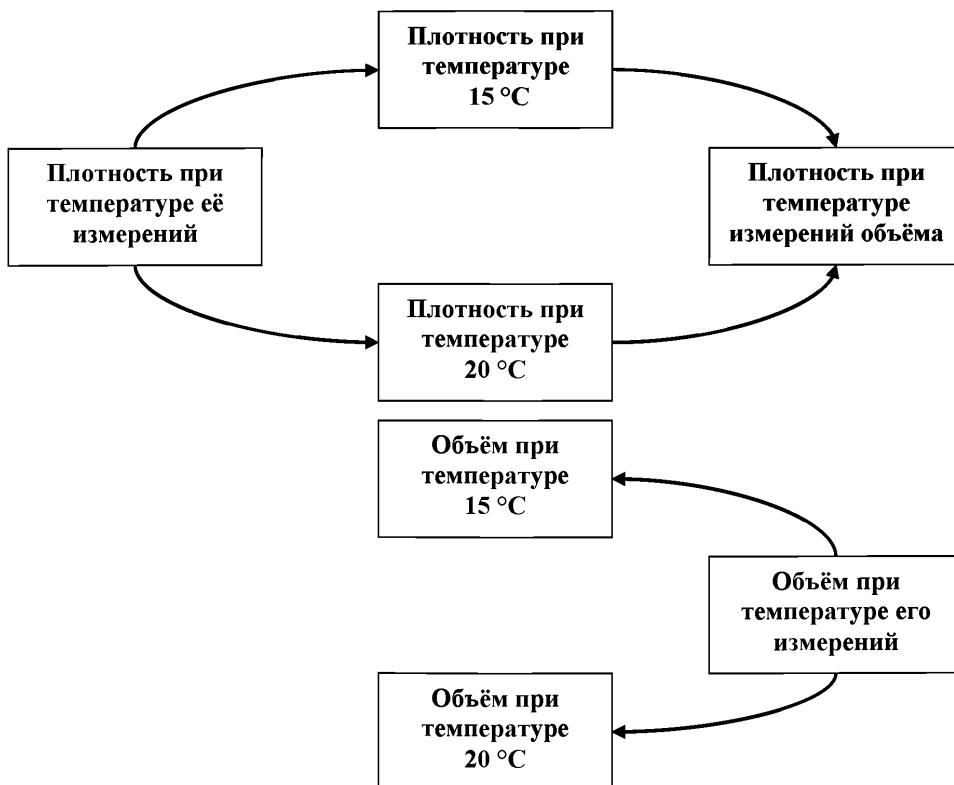 Плотность при
температуре
15 °С
Плотность при
температуре её
измерений
Плотность при
температуре
измерений объёма
Плотность при
температуре
20 °С
Объём при
температуре
15 °С
Объём при
температуре его
измерений
Объём при
температуре
20 °С